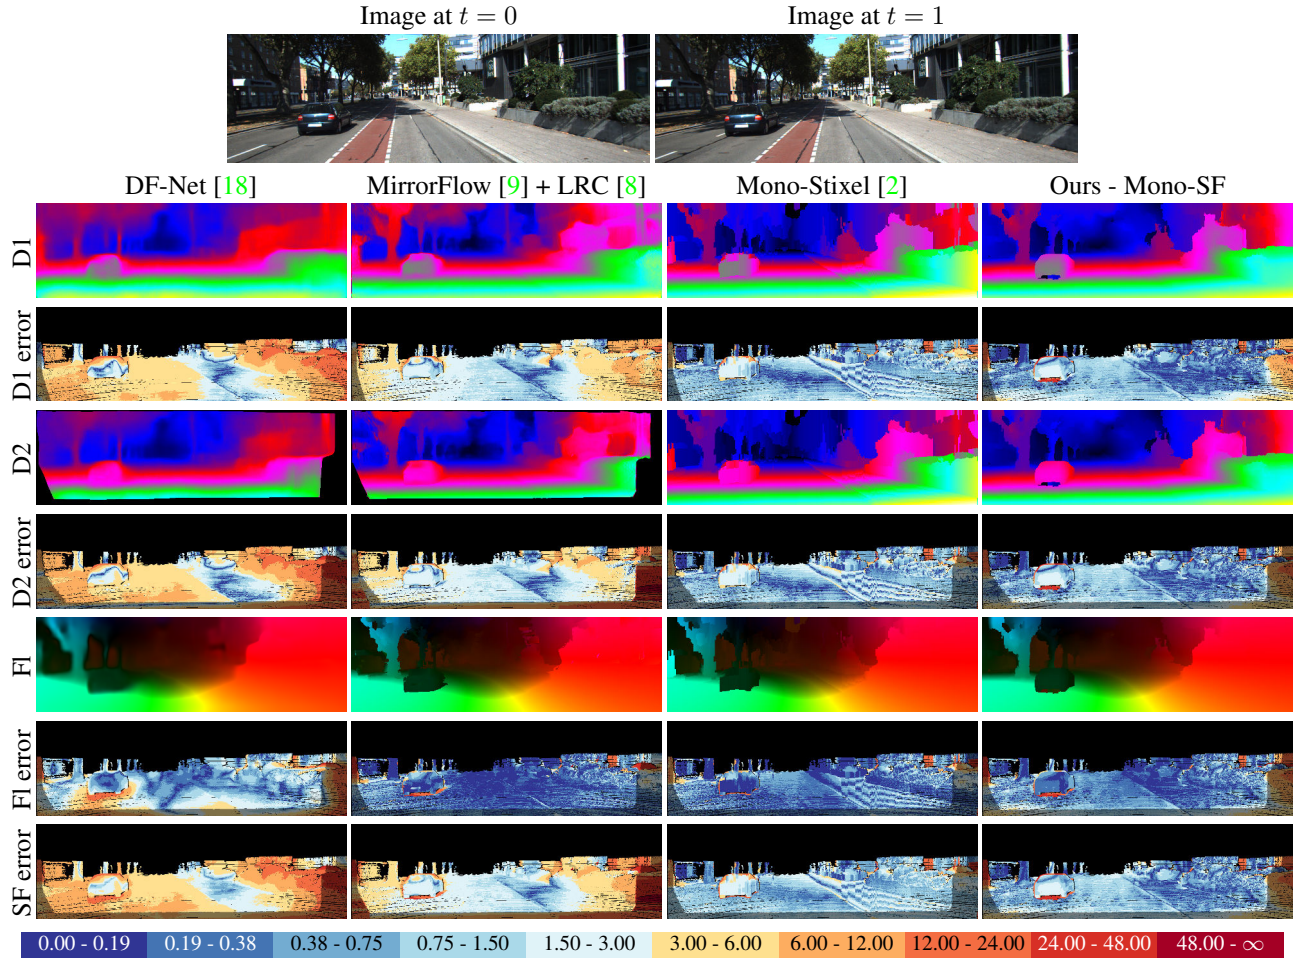 Image at t = 0
Image at t = 1
DF-Net [18]
MirrorFlow [9] + LRC [8]
Mono-Stixel [2]
Ours - Mono-SF
D1
D1 error
D2
D2 error
Fl
Fl error
SF error
0.00 - 0.19
0.19 - 0.38
0.38 - 0.75
0.75 - 1.50
1.50 - 3.00
3.00 - 6.00
6.00 - 12.00
12.00 - 24.00
24.00 - 48.00
48.00 - ∞